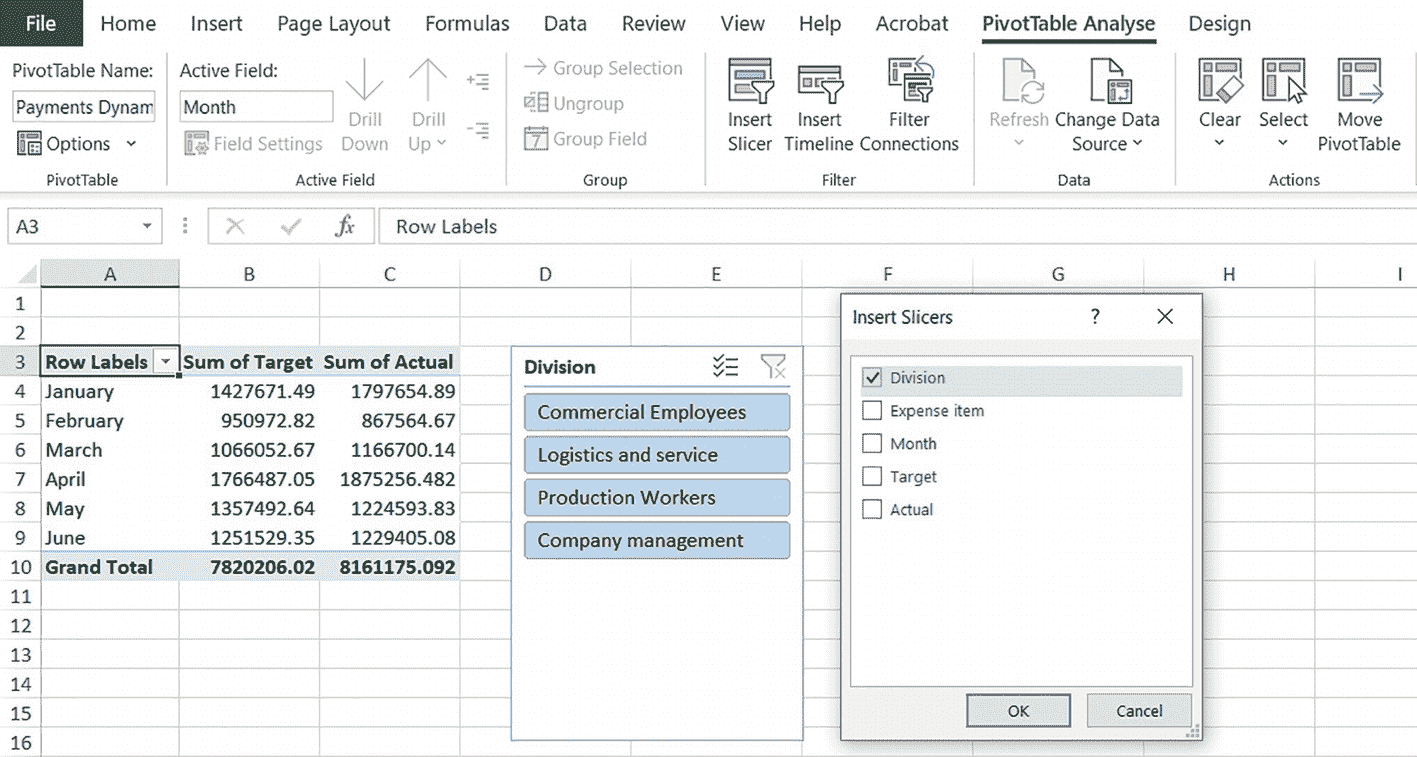 File Home Insert Page Layout Formulas Data Review View Help Acrobat PivotTable Analyse Design
PivotTable Name:
Payments Dynam
Options
PivotTable
Active Field:
Month
Field Settings
Drill
Down
Drill
Up
Active Field
Group Selection
Ungroup
7 Group Field
Group
Insert
Slicer
Insert
Timeline
Filter
Connections
Filter
Refresh
Change Data
Source
Data
Clear
Select
Move
PivotTable
Actions
A3 fx Row Labels
A B C D E F G H I
1
2
3 Row Labels Sum of Target Sum of Actual
4 January 1427671.49 1797654.89
5 February 950972.82 867564.67
6 March 1066052.67 1166700.14
7 April 1766487.05 1875256.482
8 May 1357492.64 1224593.83
9 June 1251529.35 1229405.08
10 Grand Total 7820206.02 8161175.092
11
12
13
14
15
16
Division
Commercial Employees
Logistics and service
Production Workers
Company management
Insert Slicers ?
Division
Expense item
Month
Target
Actual
OK Cancel